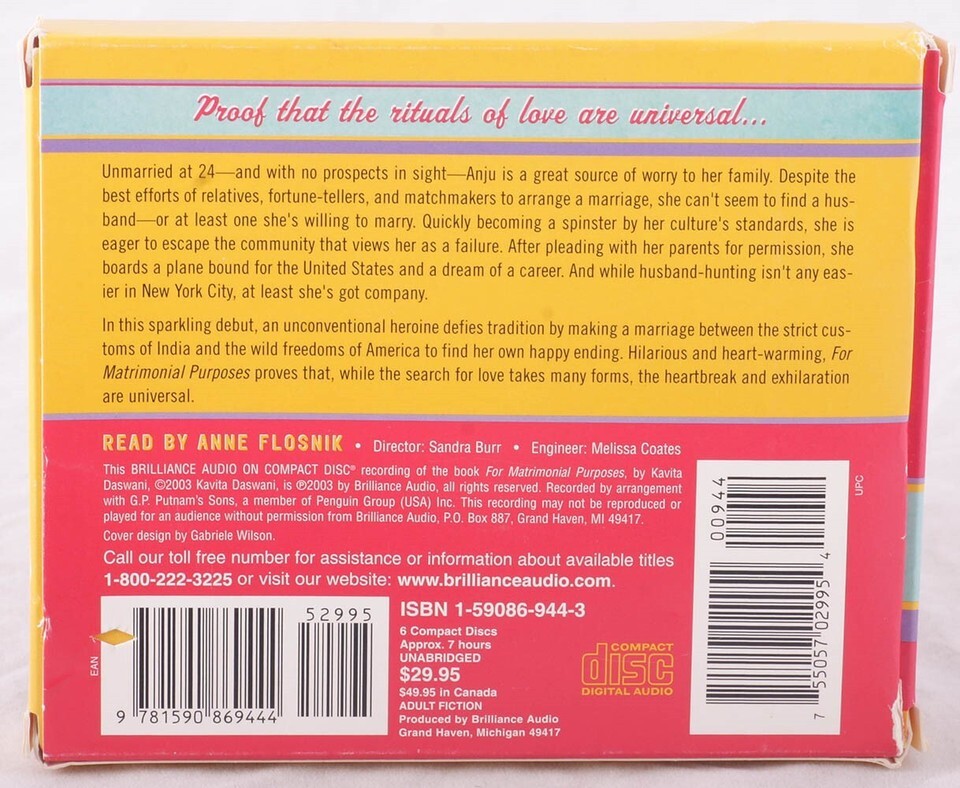 Proof that the rituals of love are universal...
Unmarried at 24—and with no prospects in sight—Anju is a great source of worry to her family. Despite the
best efforts of relatives, fortune-tellers, and matchmakers to arrange a marriage, she can't seem to find a hus-
band—or at least one she's willing to marry. Quickly becoming a spinster by her culture's standards, she is
eager to escape the community that views her as a failure. After pleading with her parents for permission, she
boards a plane bound for the United States and a dream of a career. And while husband-hunting isn't any eas-
ier in New York City, at least she's got company.
In this sparkling debut, an unconventional heroine defies tradition by making a marriage between the strict cus-
toms of India and the wild freedoms of America to find her own happy ending. Hilarious and heart-warming, For
Matrimonial Purposes proves that, while the search for love takes many forms, the heartbreak and exhilaration
are universal.
READ BY ANNE FLOSNIK • Director: Sandra Burr • Engineer: Melissa Coates
This BRILLIANCE AUDIO ON COMPACT DISC® recording of the book For Matrimonial Purposes, by Kavita
Daswani, ©2003 Kavita Daswani, is ℗2003 by Brilliance Audio, all rights reserved. Recorded by arrangement
with G.P. Putnam's Sons, a member of Penguin Group (USA) Inc. This recording may not be reproduced or
played for an audience without permission from Brilliance Audio, P.O. Box 887, Grand Haven, MI 49417.
Cover design by Gabriele Wilson.
Call our toll free number for assistance or information about available titles
1-800-222-3225 or visit our website: www.brillianceaudio.com.
EAN
9 781590 869444
52995
ISBN 1-59086-944-3
6 Compact Discs
Approx. 7 hours
UNABRIDGED
$29.95
$49.95 in Canada
ADULT FICTION
Produced by Brilliance Audio
Grand Haven, Michigan 49417
COMPACT
disc
DIGITAL AUDIO
UPC
00944
7 55057 02995 4